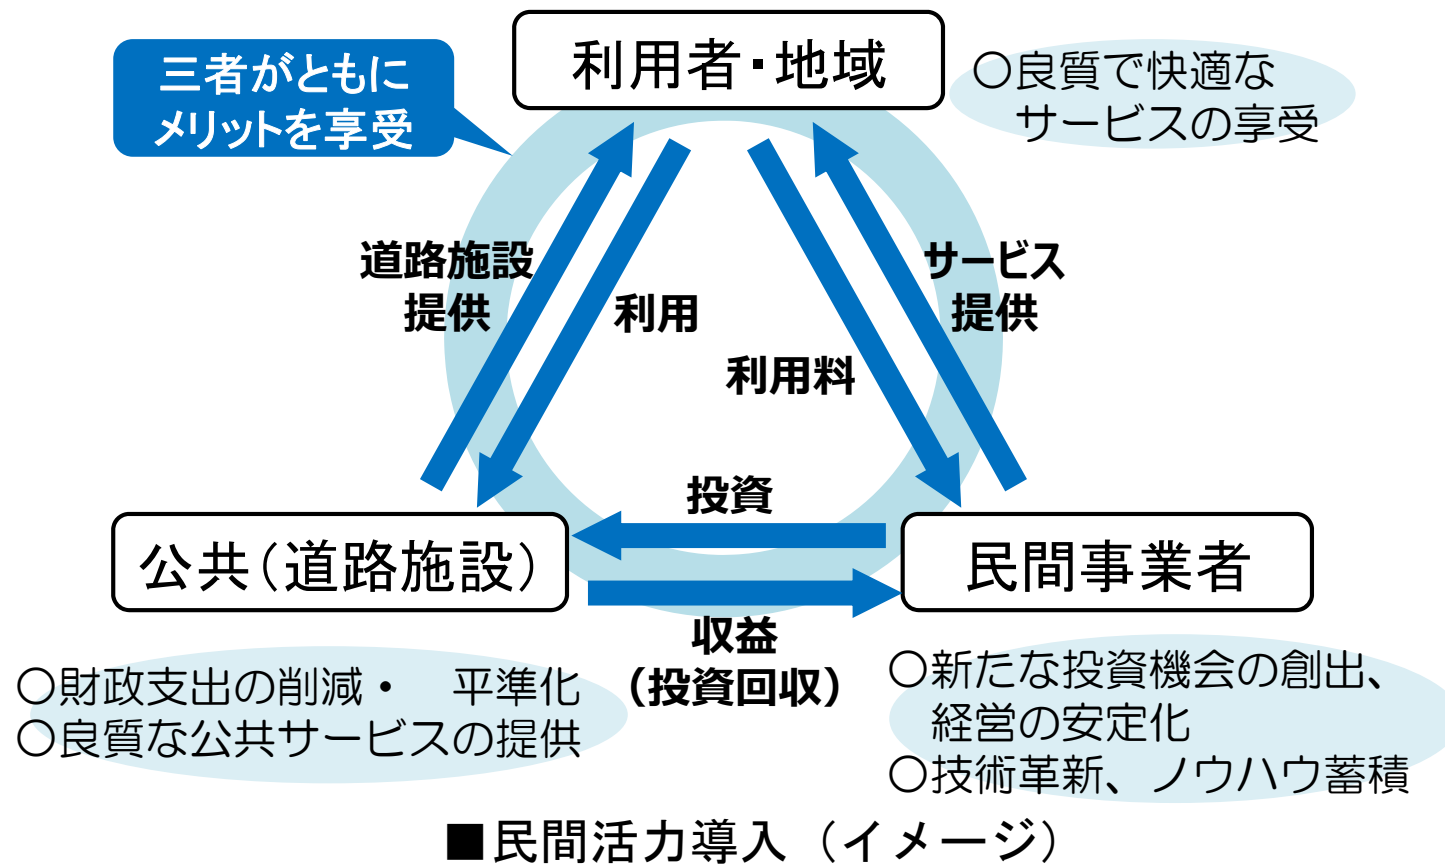 利用者・地域
三者がともに
メリットを享受
○良質で快適な
サービスの享受
道路施設
提供
利用
利用料
サービス
提供
投資
公共（道路施設）
民間事業者
収益
（投資回収）
○財政支出の削減・　平準化
○良質な公共サービスの提供
○新たな投資機会の創出、
経営の安定化
○技術革新、ノウハウ蓄積
■民間活力導入（イメージ）